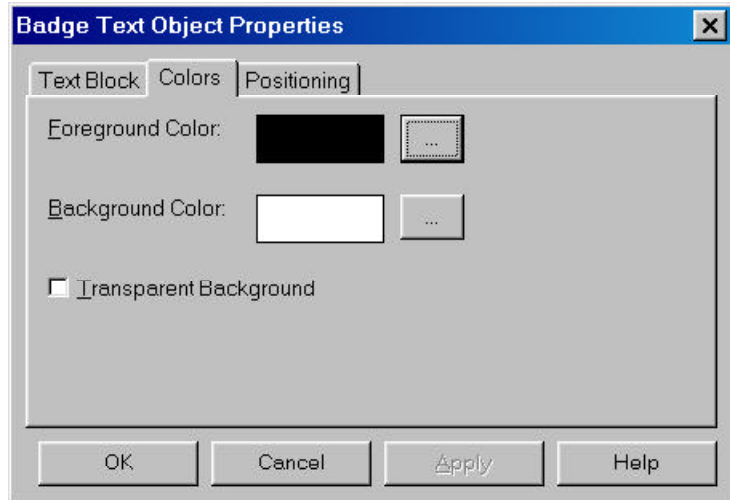 Badge Text Object Properties
Text Block Colors Positioning
Foreground Color: ...
Background Color: ...
Transparent Background
OK Cancel Apply Help